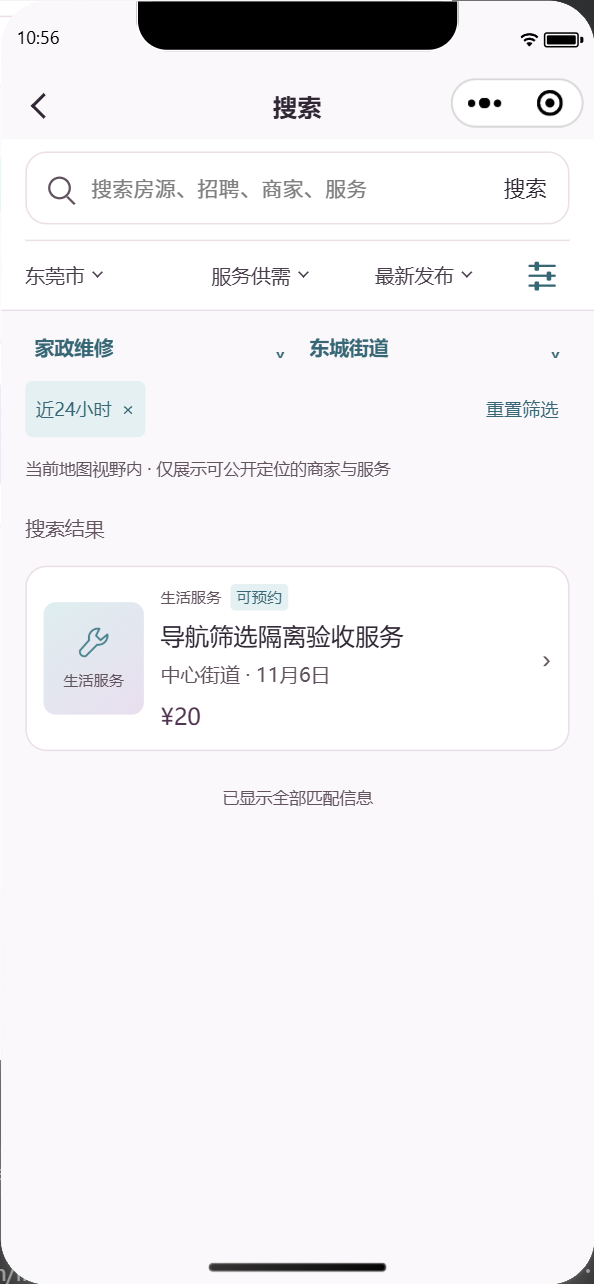 10:56
搜索
搜索房源、招聘、商家、服务 搜索
东莞市 服务供需 最新发布
家政维修 东城街道
近24小时 × 重置筛选
当前地图视野内 · 仅展示可公开定位的商家与服务
搜索结果
生活服务 可预约
导航筛选隔离验收服务
生活服务
中心街道 · 11月6日
¥20
已显示全部匹配信息